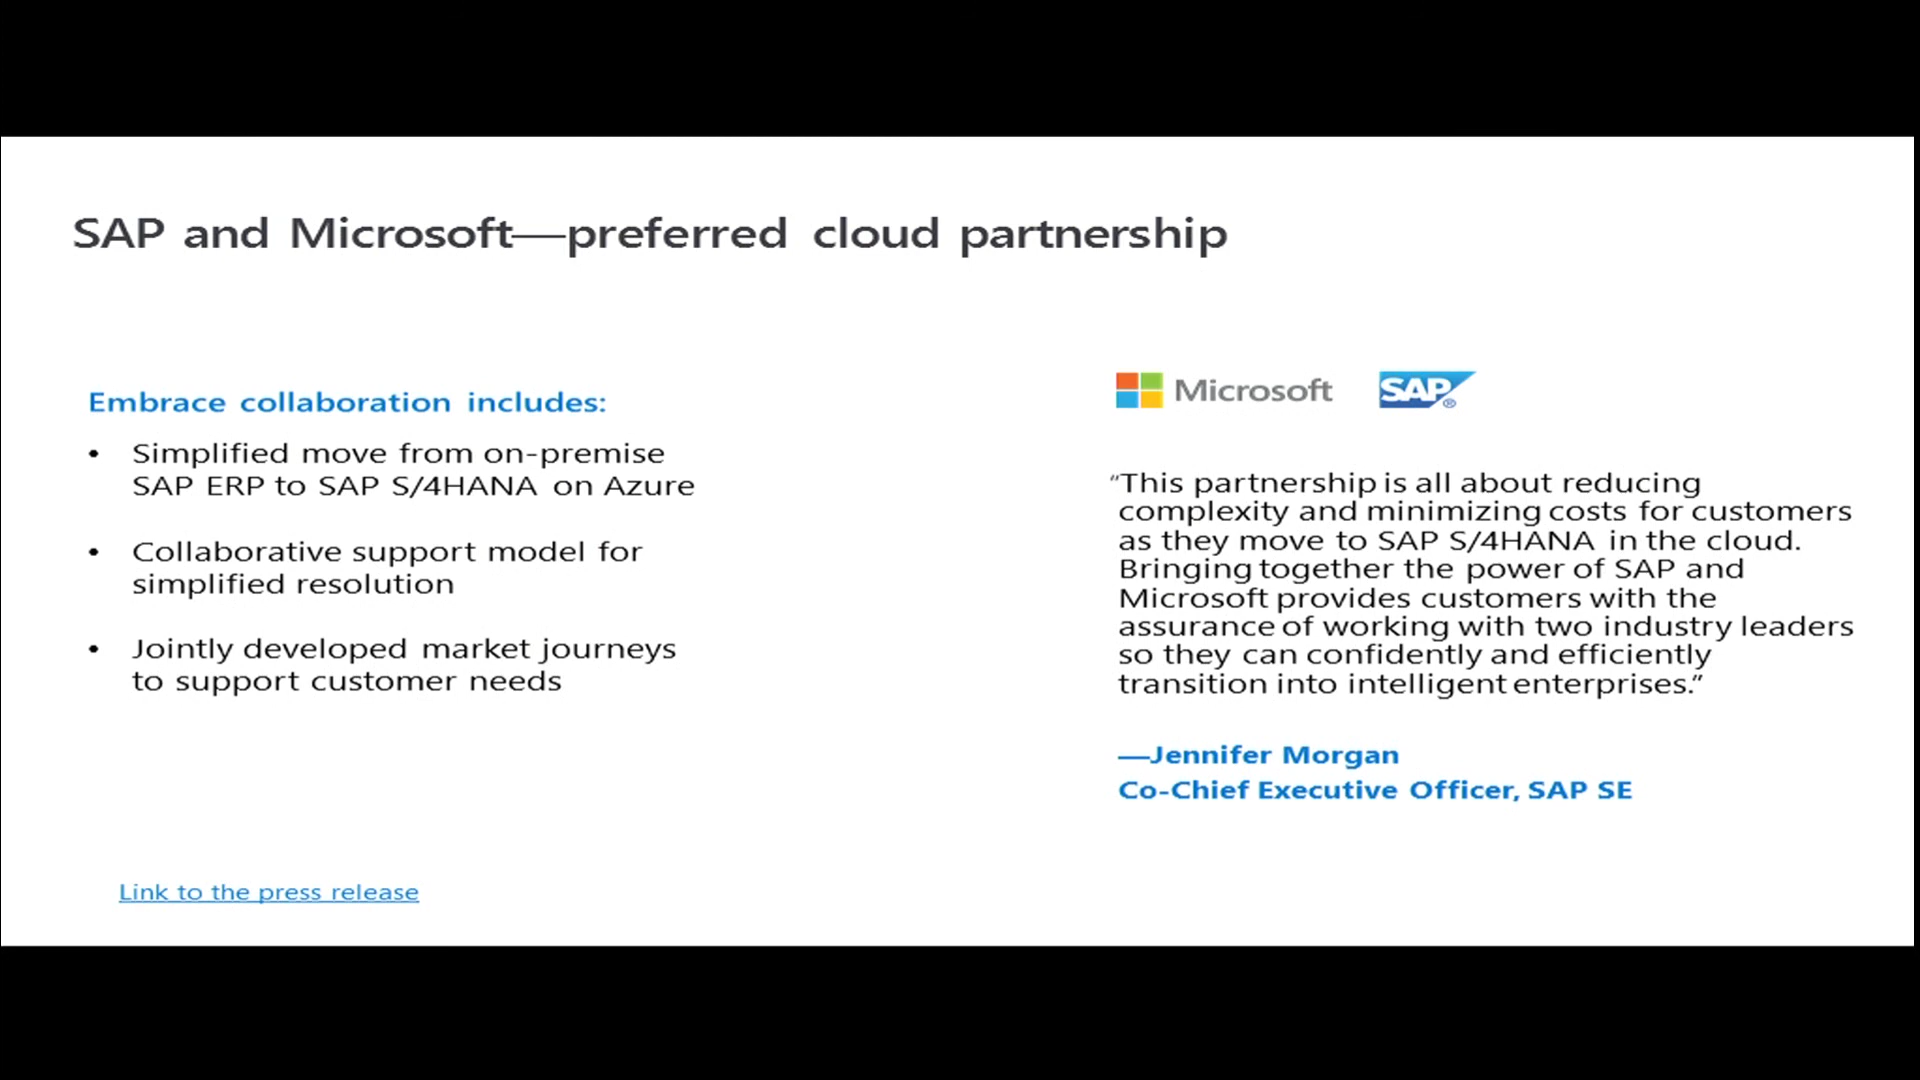 SAP and Microsoft—preferred cloud partnership
Embrace collaboration includes:
• Simplified move from on-premise
SAP ERP to SAP S/4HANA on Azure
• Collaborative support model for
simplified resolution
• Jointly developed market journeys
to support customer needs
Link to the press release
Microsoft SAP®
“This partnership is all about reducing
complexity and minimizing costs for customers
as they move to SAP S/4HANA in the cloud.
Bringing together the power of SAP and
Microsoft provides customers with the
assurance of working with two industry leaders
so they can confidently and efficiently
transition into intelligent enterprises.”
—Jennifer Morgan
Co-Chief Executive Officer, SAP SE